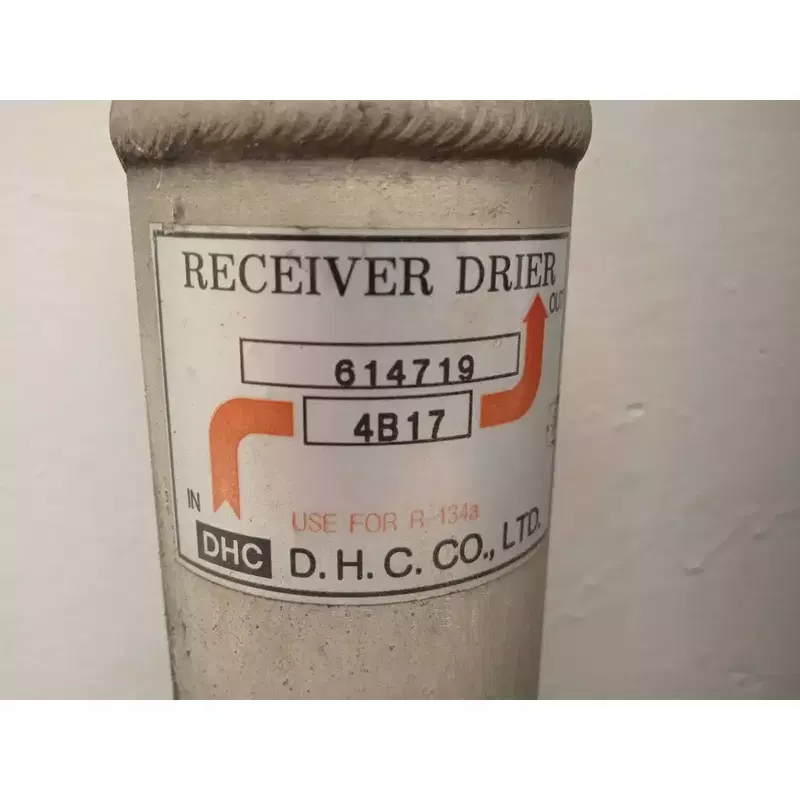 RECEIVER DRIER
OUT
614719
4B17
IN
USE FOR R-134a
DHC D.H.C.CO., LTD.